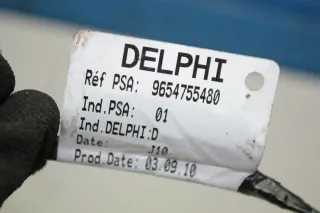 DELPHI
Réf PSA: 9654755480
Ind.PSA: 01
Ind.DELPHI:D
Date: J10
Prod.Date: 03.09.10